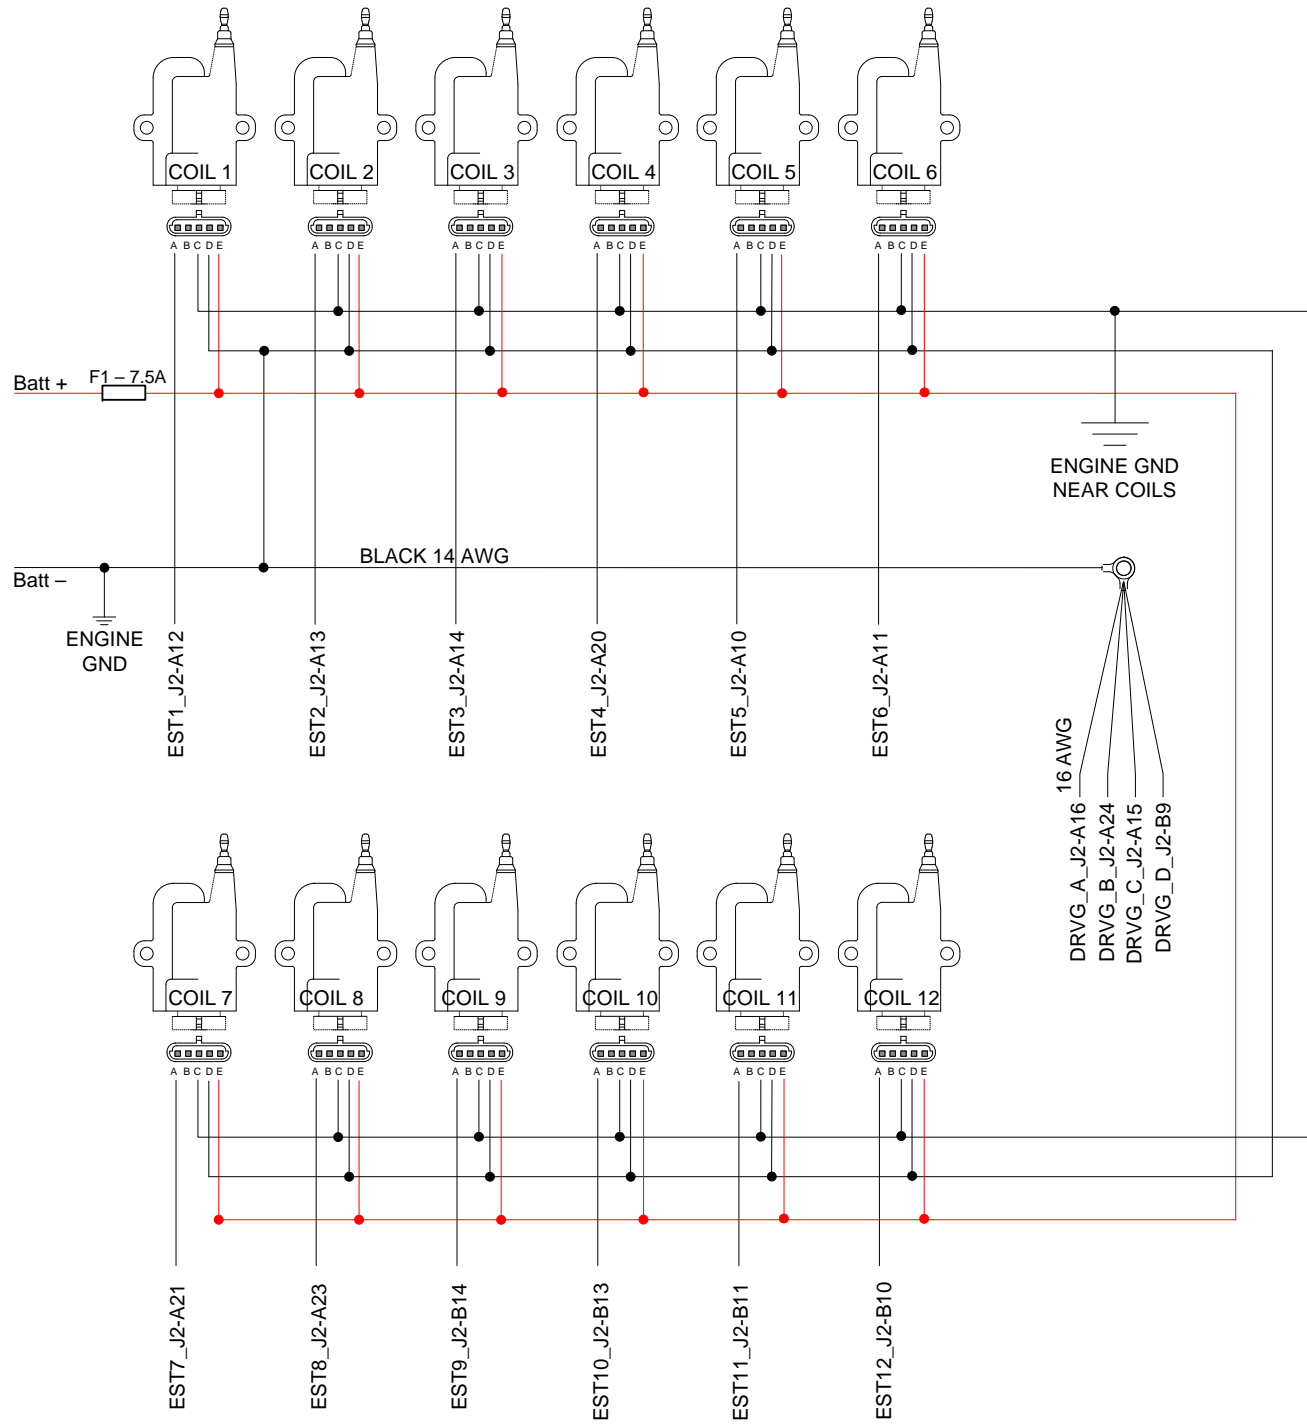 COIL 1
COIL 2
COIL 3
COIL 4
COIL 5
COIL 6
A B C D E
A B C D E
A B C D E
A B C D E
A B C D E
A B C D E
Batt +
F1 – 7.5A
ENGINE GND
NEAR COILS
BLACK 14 AWG
Batt –
ENGINE
GND
EST1_J2-A12
EST2_J2-A13
EST3_J2-A14
EST4_J2-A20
EST5_J2-A10
EST6_J2-A11
16 AWG
DRVG_A_J2-A16
DRVG_B_J2-A24
DRVG_C_J2-A15
DRVG_D_J2-B9
COIL 7
COIL 8
COIL 9
COIL 10
COIL 11
COIL 12
A B C D E
A B C D E
A B C D E
A B C D E
A B C D E
A B C D E
EST7_J2-A21
EST8_J2-A23
EST9_J2-B14
EST10_J2-B13
EST11_J2-B11
EST12_J2-B10